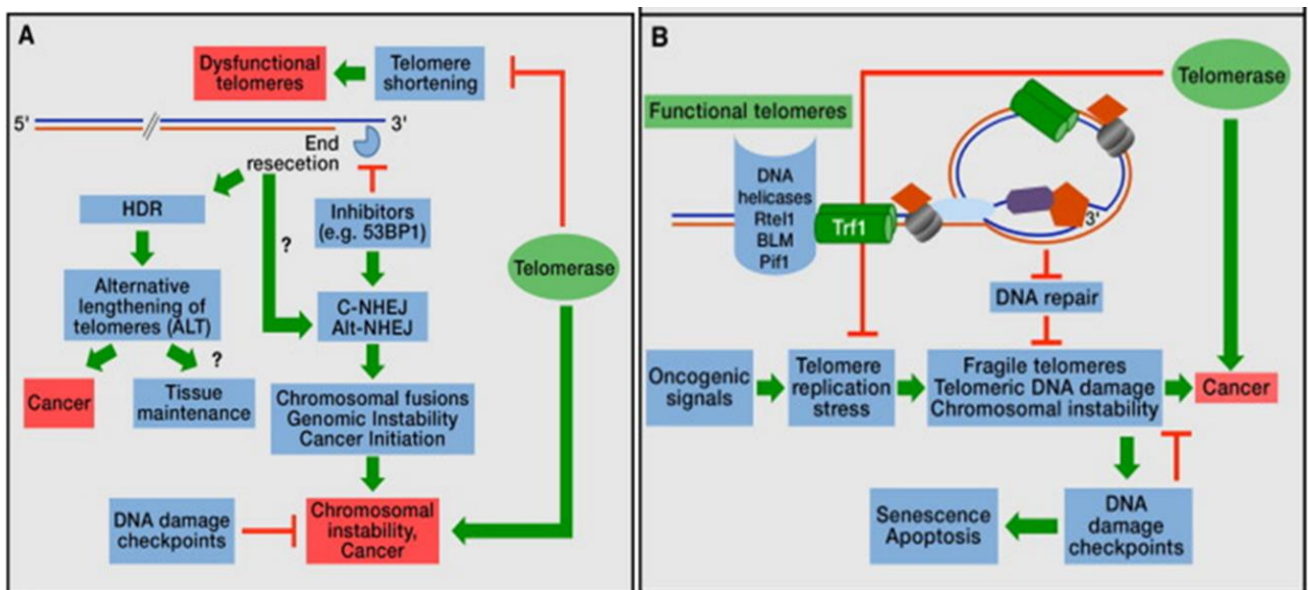 A
Dysfunctional
telomeres
Telomere
shortening
5'
3'
End
resecetion
HDR
Inhibitors
(e.g. 53BP1)
?
Telomerase
Alternative
lengthening of
telomeres (ALT)
C-NHEJ
Alt-NHEJ
?
Cancer
Tissue
maintenance
Chromosomal fusions
Genomic Instability
Cancer Initiation
DNA damage
checkpoints
Chromosomal
instability,
Cancer
B
Telomerase
Functional telomeres
DNA
helicases
Rtel1
BLM
Pif1
Trf1
3'
DNA repair
Oncogenic
signals
Telomere
replication
stress
Fragile telomeres
Telomeric DNA damage
Chromosomal instability
Cancer
Senescence
Apoptosis
DNA
damage
checkpoints